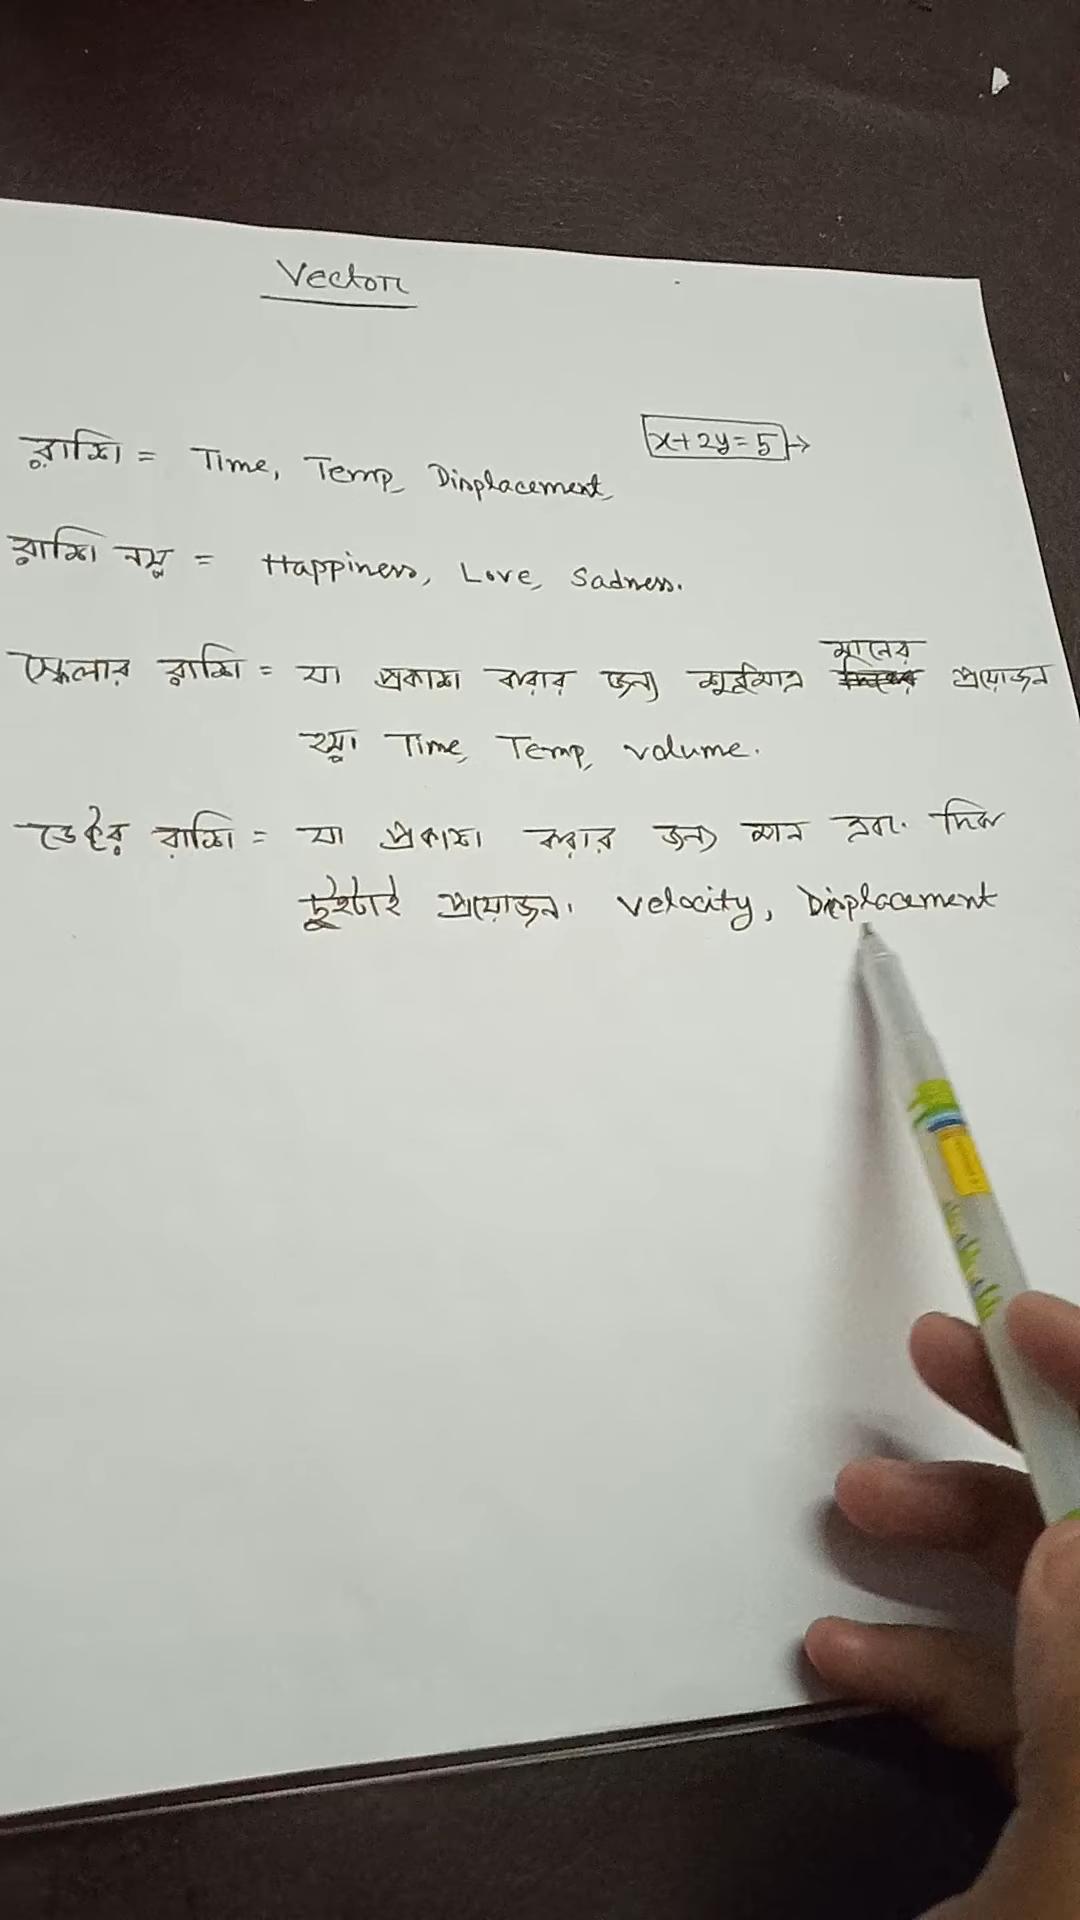 Vector
রাশি = Time, Temp, Displacement,
x+2y=5 →
রাশি নয় = Happiness, Love, Sadness.
স্কেলার রাশি = যা প্রকাশ করার জন্য শুধুমাত্র মানের প্রয়োজন
হয়। Time, Temp, volume.
ভেক্টর রাশি = যা প্রকাশ করার জন্য মান এবং দিক
দুইটাই প্রয়োজন। velocity, Displacement